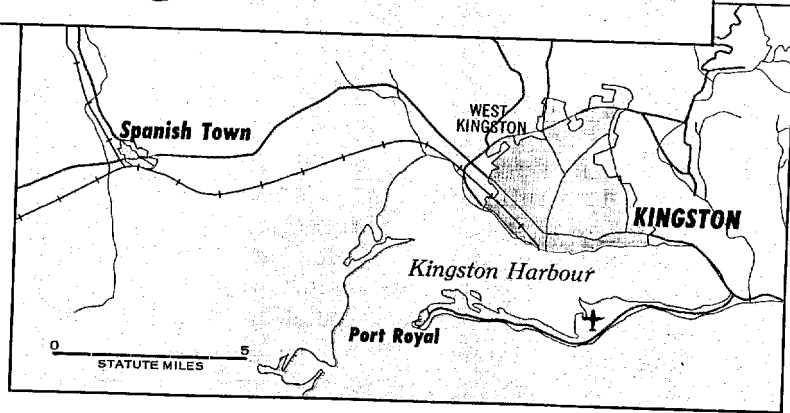 WEST
KINGSTON
Spanish Town
KINGSTON
Kingston Harbour
Port Royal
0 5
STATUTE MILES